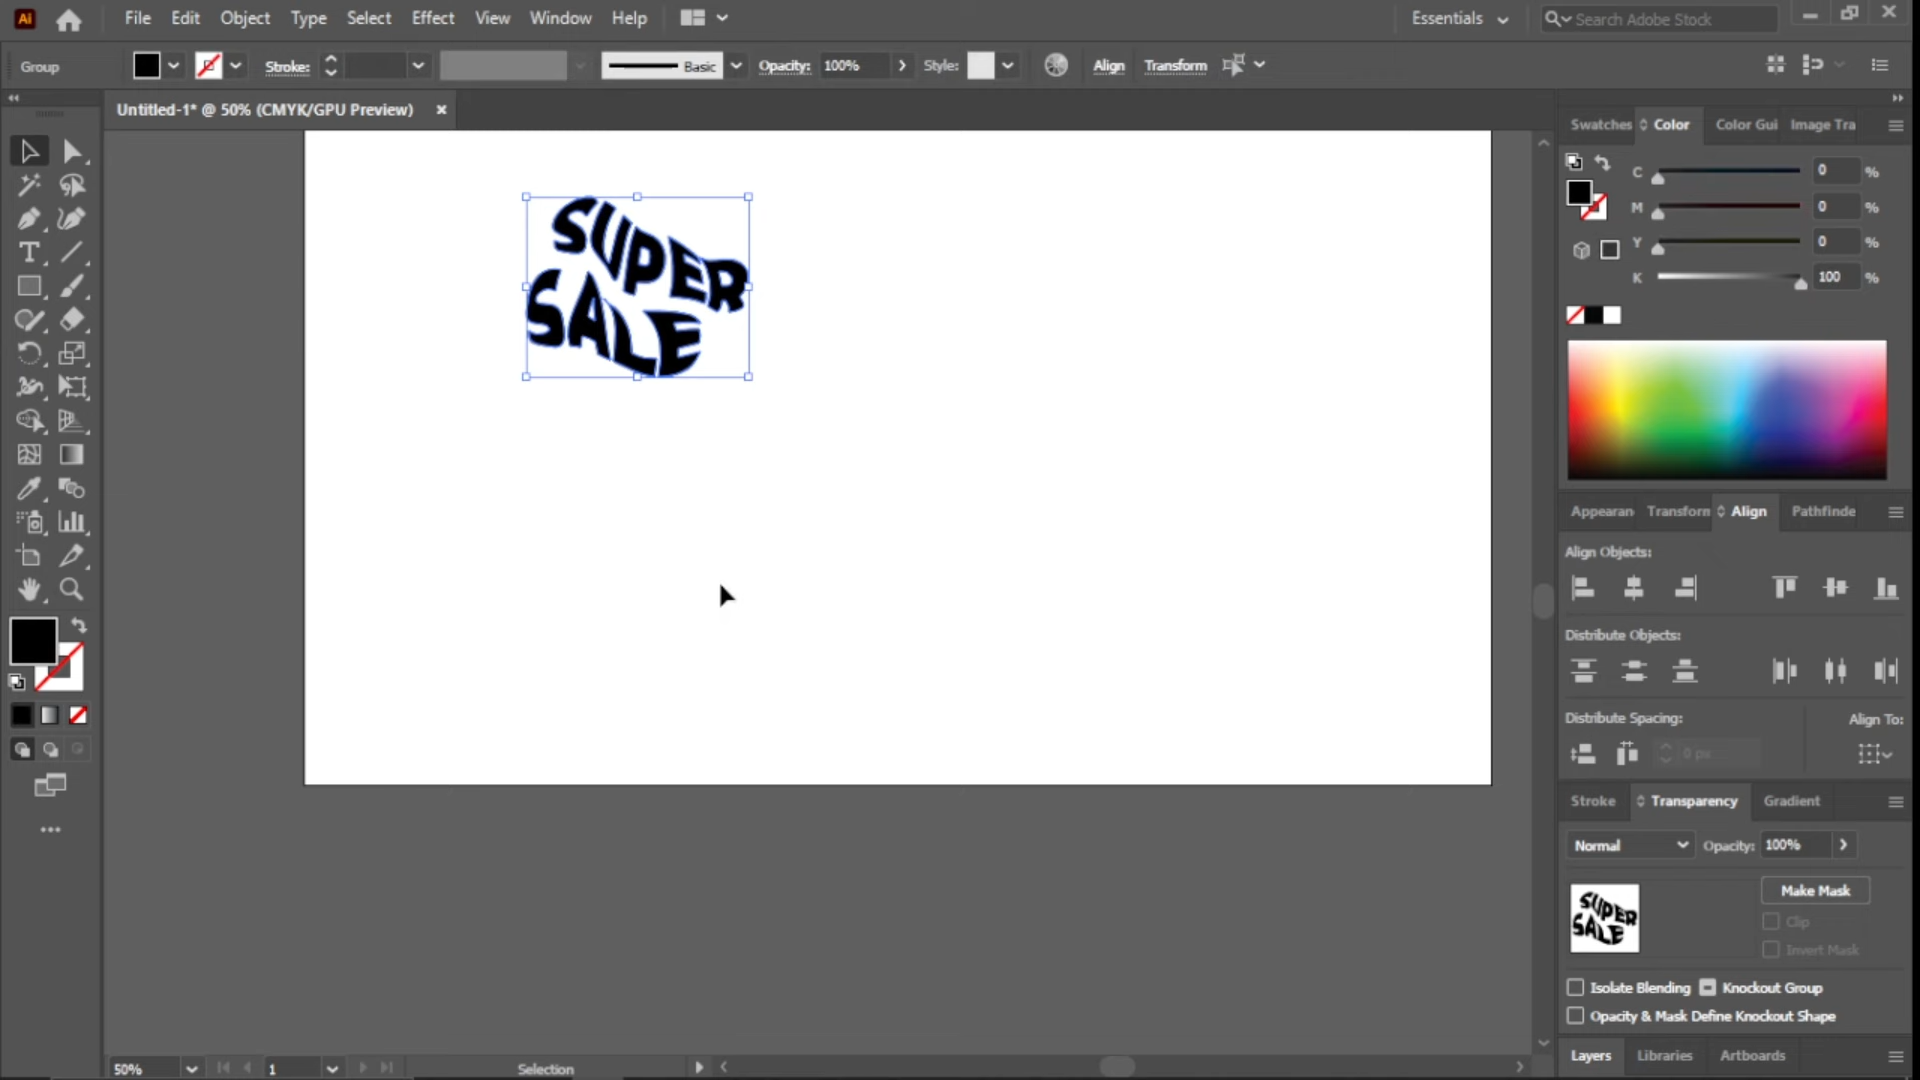 Ai File Edit Object Type Select Effect View Window Help Essentials Search Adobe Stock
Group Stroke: Basic Opacity: 100% Style: Align Transform
Untitled-1* @ 50% (CMYK/GPU Preview)
SUPER
SALE
Swatches Color Color Gui Image Tra
C 0 %
M 0 %
Y 0 %
K 100 %
Appearan Transform Align Pathfinde
Align Objects:
Distribute Objects:
Distribute Spacing: Align To:
0 px
Stroke Transparency Gradient
Normal Opacity: 100%
SUPER
SALE
Make Mask
Clip
Invert Mask
Isolate Blending Knockout Group
Opacity & Mask Define Knockout Shape
Layers Libraries Artboards
50% 1 Selection